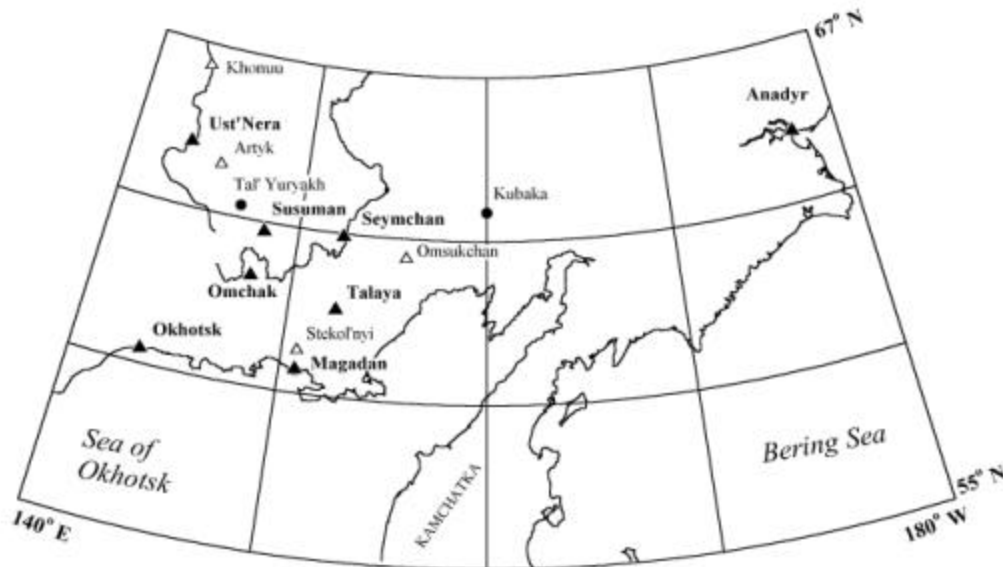 67° N
Khonuu
Anadyr
Ust'Nera
Artyk
Tal' Yuryakh
Kubaka
Susuman
Seymchan
Omsukchan
Omchak
Talaya
Okhotsk
Stekol'nyi
Magadan
Sea of
Okhotsk
Bering Sea
KAMCHATKA
55° N
140° E
180° W